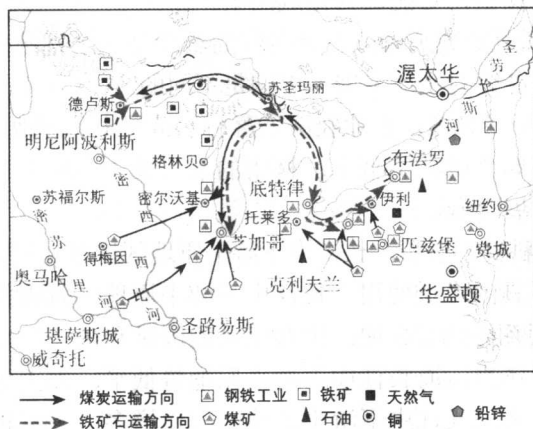 圣
劳
伦
斯
河
苏圣玛丽
渥太华
德卢斯
明尼阿波利斯
布法罗
格林贝
密
西
西
比
河
底特律
伊利
苏福尔斯
密尔沃基
纽约
托莱多
密
苏
里
河
芝加哥
匹兹堡
得梅因
费城
奥马哈
克利夫兰
华盛顿
堪萨斯城
圣路易斯
威奇托
煤炭运输方向 钢铁工业 铁矿 天然气
铁矿石运输方向 煤矿 石油 铜 铅锌